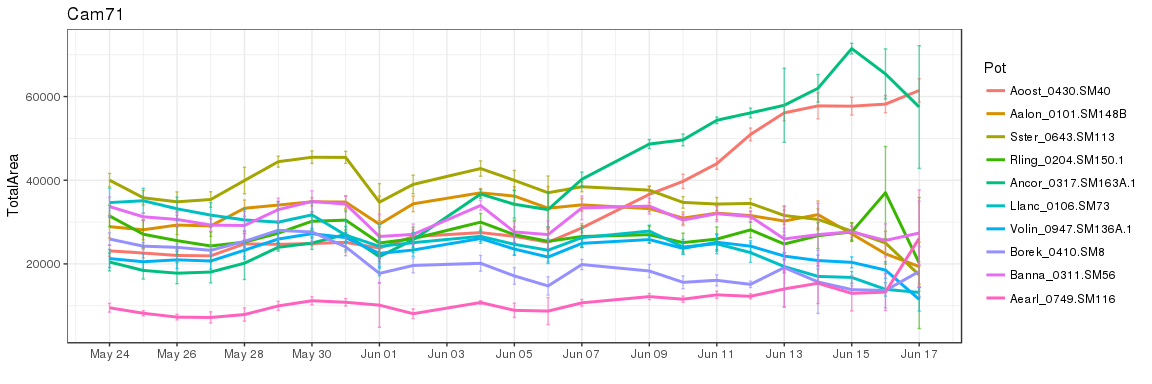 Cam71
TotalArea
60000
40000
20000
May 24 May 26 May 28 May 30 Jun 01 Jun 03 Jun 05 Jun 07 Jun 09 Jun 11 Jun 13 Jun 15 Jun 17
Pot
Aoost_0430.SM40
Aalon_0101.SM148B
Sster_0643.SM113
Rling_0204.SM150.1
Ancor_0317.SM163A.1
Llanc_0106.SM73
Volin_0947.SM136A.1
Borek_0410.SM8
Banna_0311.SM56
Aearl_0749.SM116